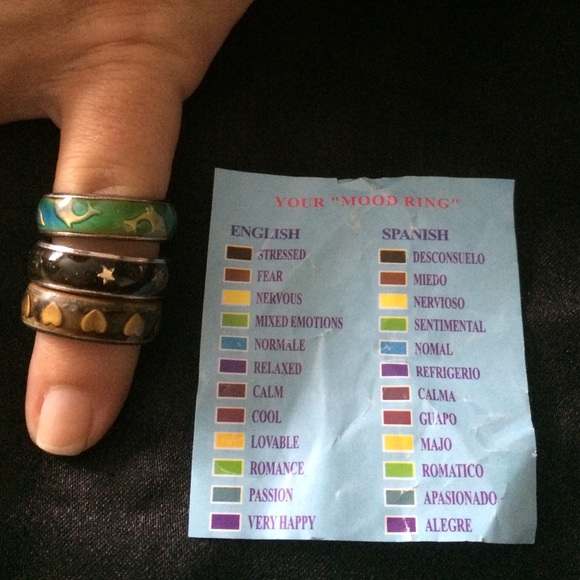 YOUR "MOOD RING"
ENGLISH SPANISH
STRESSED DESCONSUELO
FEAR MIEDO
NERVOUS NERVIOSO
MIXED EMOTIONS SENTIMENTAL
NORMALE NOMAL
RELAXED REFRIGERIO
CALM CALMA
COOL GUAPO
LOVABLE MAJO
ROMANCE ROMATICO
PASSION APASIONADO
VERY HAPPY ALEGRE